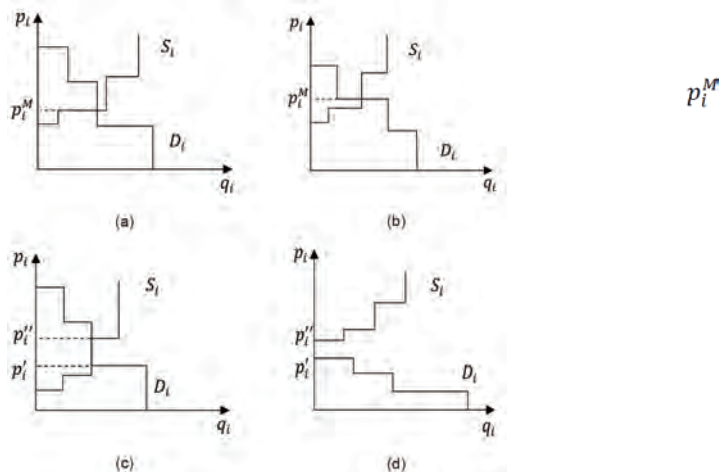 p_i
S_i
p_i^M
D_i
q_i
(a)
p_i
S_i
p_i^M
D_i
q_i
(b)
p_i^M'
p_i
S_i
p_i''
p_i'
D_i
q_i
(c)
p_i
S_i
p_i''
p_i'
D_i
q_i
(d)